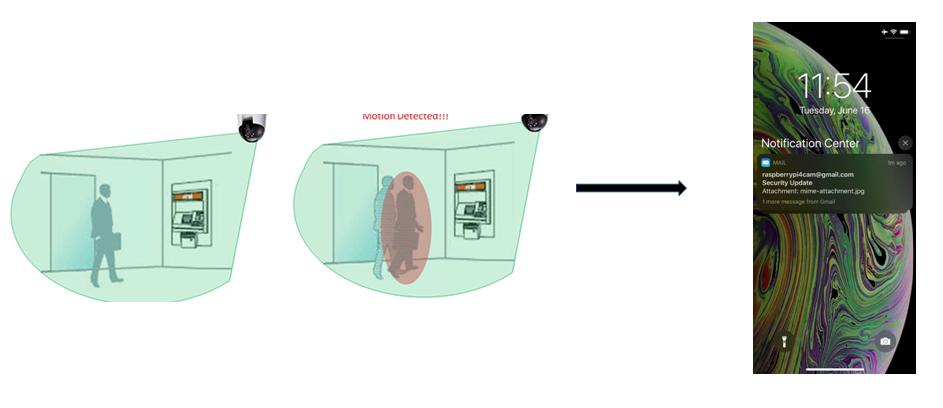 Motion Detected!!!
11:54
Tuesday, June 16
Notification Center
MAIL 1m ago
raspberrypi4cam@gmail.com
Security Update
Attachment: mime-attachment.jpg
1 more message from Gmail